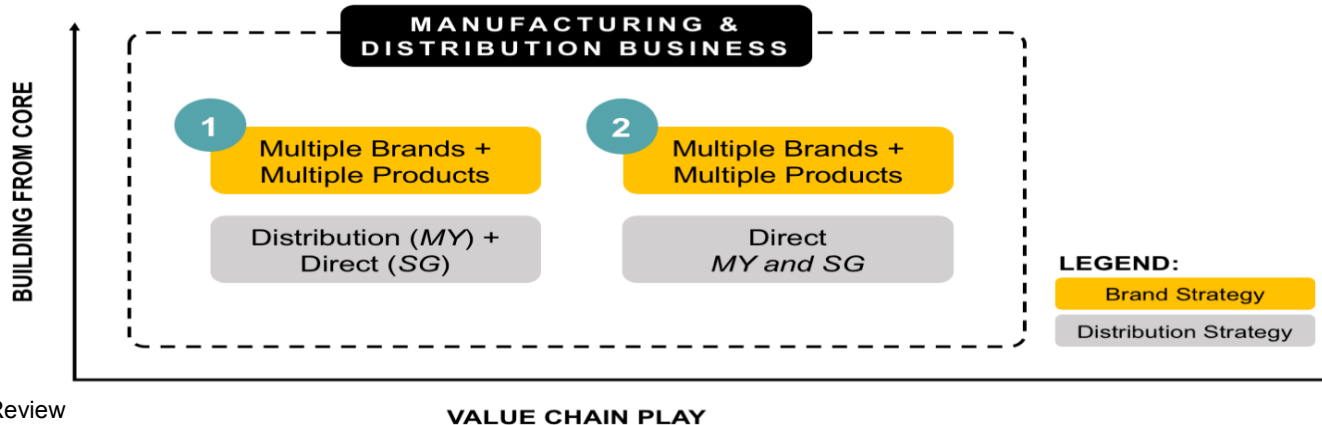 MANUFACTURING &
DISTRIBUTION BUSINESS
BUILDING FROM CORE
1
Multiple Brands +
Multiple Products
Distribution (MY) +
Direct (SG)
2
Multiple Brands +
Multiple Products
Direct
MY and SG
LEGEND:
Brand Strategy
Distribution Strategy
Review
VALUE CHAIN PLAY